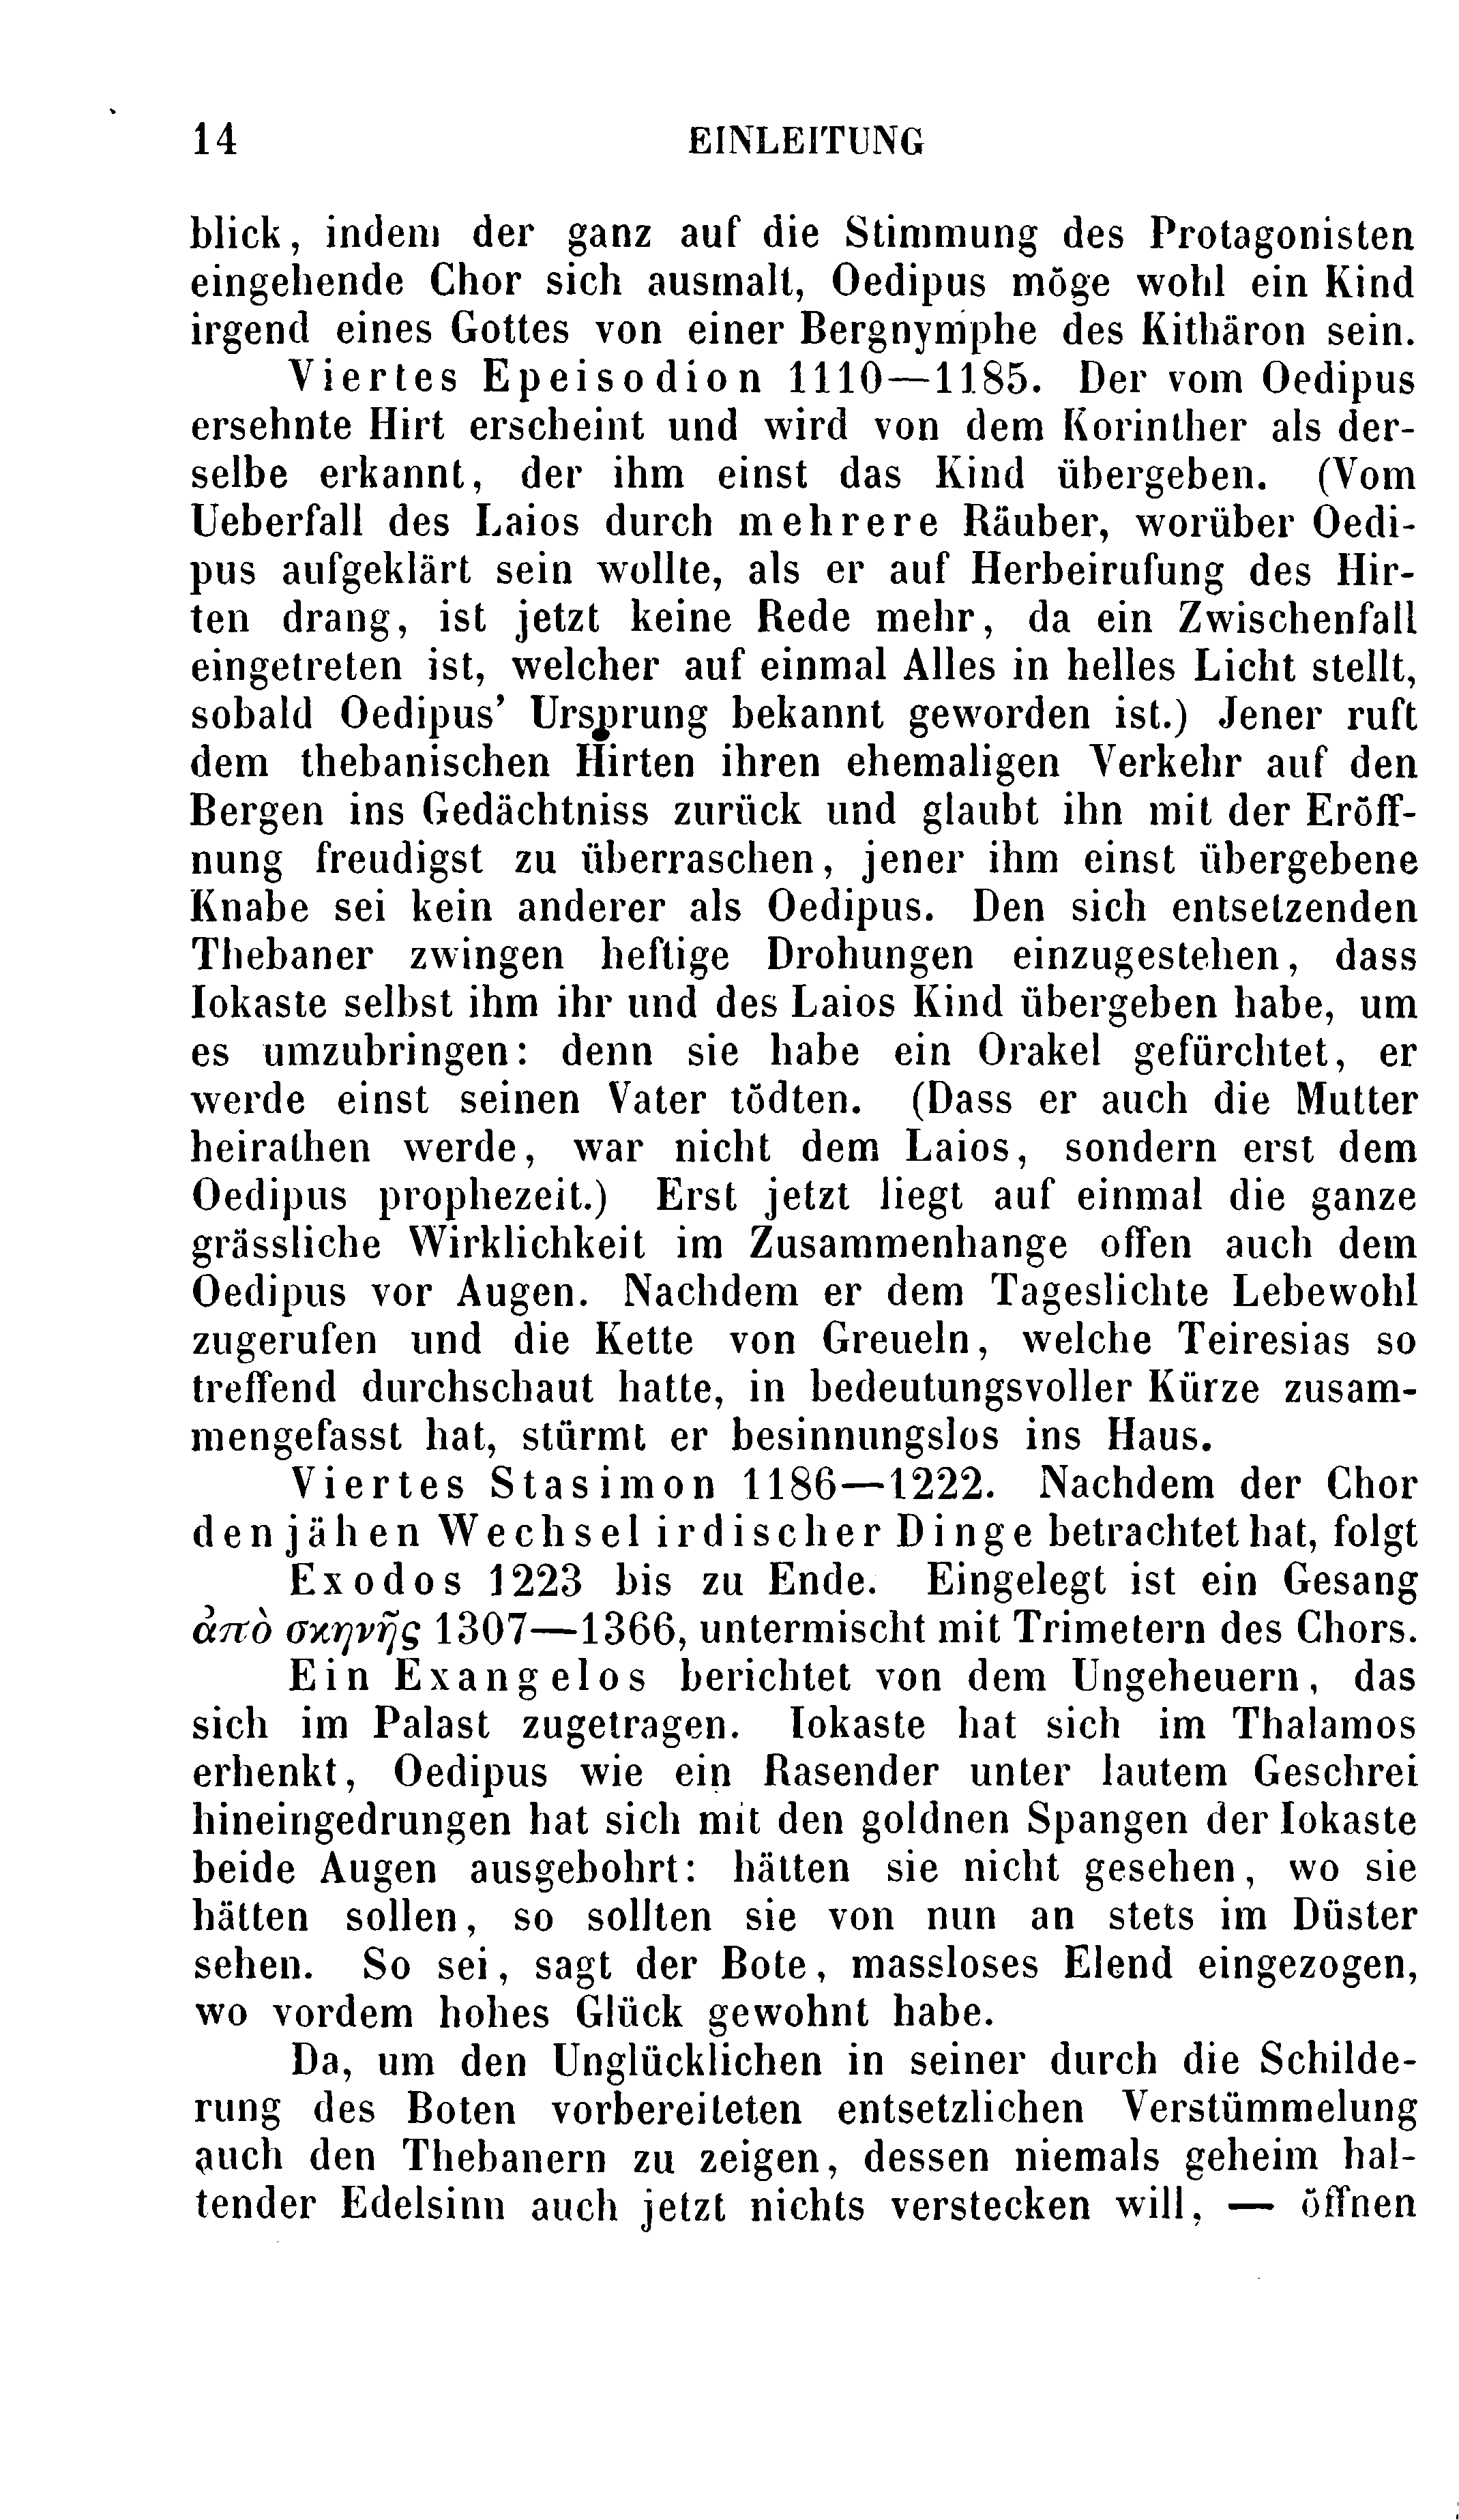 14 EINLEITUNG
blick, indem der ganz auf die Stimmung des Protagonisten
eingehende Chor sich ausmalt, Oedipus möge wohl ein Kind
irgend eines Gottes von einer Bergnymphe des Kithäron sein.
Viertes Epeisodion 1110—1185. Der vom Oedipus
ersehnte Hirt erscheint und wird von dem Korinther als der-
selbe erkannt, der ihm einst das Kind übergeben. (Vom
Ueberfall des Laios durch mehrere Räuber, worüber Oedi-
pus aufgeklärt sein wollte, als er auf Herbeirufung des Hir-
ten drang, ist jetzt keine Rede mehr, da ein Zwischenfall
eingetreten ist, welcher auf einmal Alles in helles Licht stellt,
sobald Oedipus' Ursprung bekannt geworden ist.) Jener ruft
dem thebanischen Hirten ihren ehemaligen Verkehr auf den
Bergen ins Gedächtniss zurück und glaubt ihn mit der Eröff-
nung freudigst zu überraschen, jener ihm einst übergebene
Knabe sei kein anderer als Oedipus. Den sich entsetzenden
Thebaner zwingen heftige Drohungen einzugestehen, dass
Iokaste selbst ihm ihr und des Laios Kind übergeben habe, um
es umzubringen: denn sie habe ein Orakel gefürchtet, er
werde einst seinen Vater tödten. (Dass er auch die Mutter
heirathen werde, war nicht dem Laios, sondern erst dem
Oedipus prophezeit.) Erst jetzt liegt auf einmal die ganze
grässliche Wirklichkeit im Zusammenhange offen auch dem
Oedipus vor Augen. Nachdem er dem Tageslichte Lebewohl
zugerufen und die Kette von Greueln, welche Teiresias so
treffend durchschaut hatte, in bedeutungsvoller Kürze zusam-
mengefasst hat, stürmt er besinnungslos ins Haus.
Viertes Stasimon 1186—1222. Nachdem der Chor
den jähen Wechsel irdischer Dinge betrachtet hat, folgt
Exodos 1223 bis zu Ende. Eingelegt ist ein Gesang
ἀπὸ σκηνῆς 1307—1366, untermischt mit Trimetern des Chors.
Ein Exangelos berichtet von dem Ungeheuern, das
sich im Palast zugetragen. Iokaste hat sich im Thalamos
erhenkt, Oedipus wie ein Rasender unter lautem Geschrei
hineingedrungen hat sich mit den goldnen Spangen der Iokaste
beide Augen ausgebohrt: hätten sie nicht gesehen, wo sie
hätten sollen, so sollten sie von nun an stets im Düster
sehen. So sei, sagt der Bote, massloses Elend eingezogen,
wo vordem hohes Glück gewohnt habe.
Da, um den Unglücklichen in seiner durch die Schilde-
rung des Boten vorbereiteten entsetzlichen Verstümmelung
auch den Thebanern zu zeigen, dessen niemals geheim hal-
tender Edelsinn auch jetzt nichts verstecken will, — öffnen